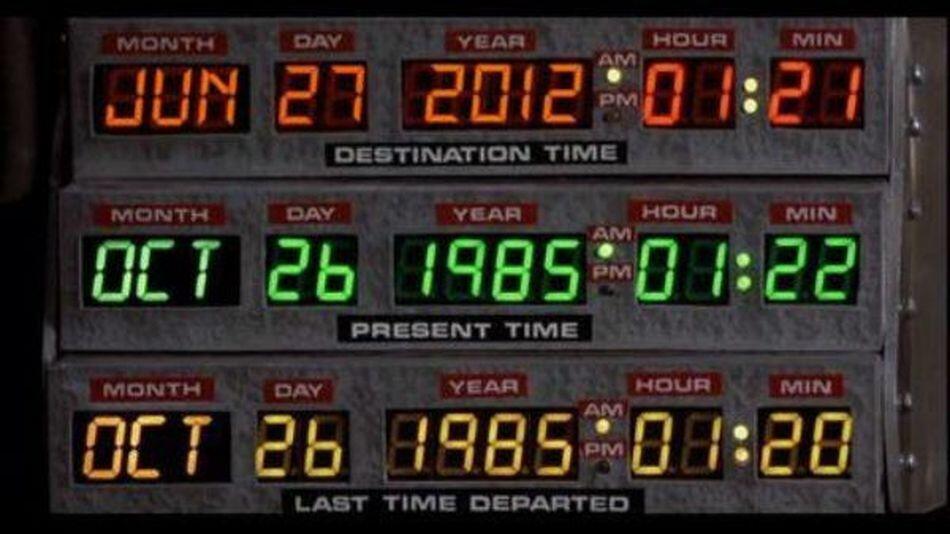 MONTH DAY YEAR HOUR MIN
AM
JUN 27 2012 01:21
PM
DESTINATION TIME
MONTH DAY YEAR HOUR MIN
AM
OCT 26 1985 01:22
PM
PRESENT TIME
MONTH DAY YEAR HOUR MIN
AM
OCT 26 1985 01:20
PM
LAST TIME DEPARTED